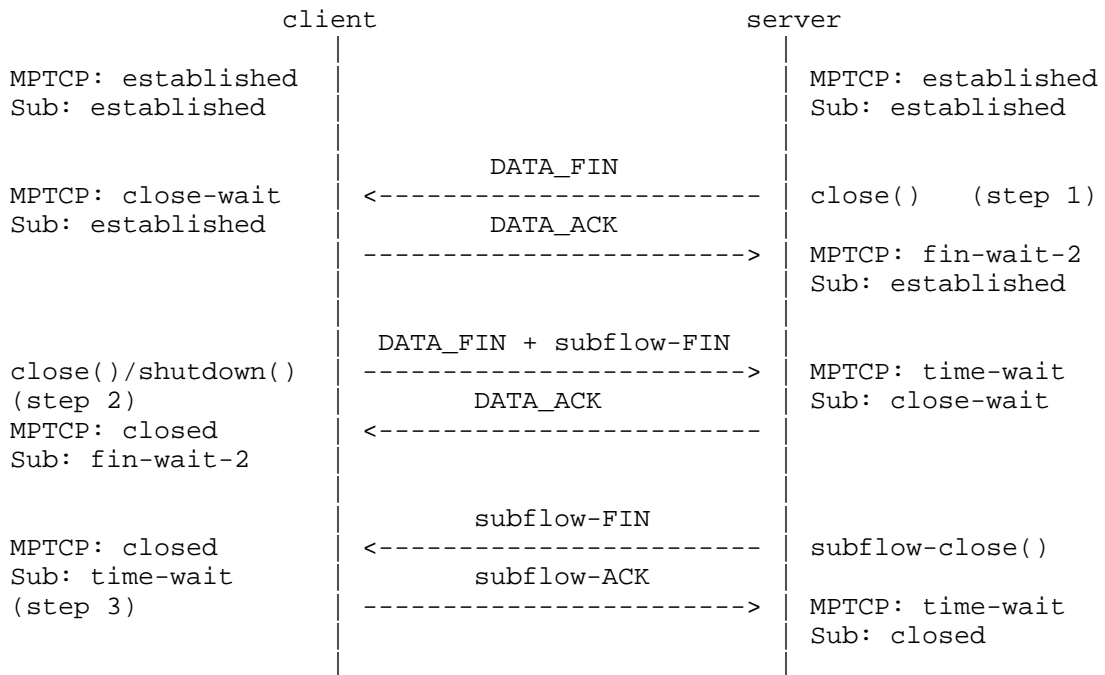 client server
MPTCP: established MPTCP: established
Sub: established Sub: established
DATA_FIN
MPTCP: close-wait <------------------------ close() (step 1)
Sub: established DATA_ACK
------------------------> MPTCP: fin-wait-2
Sub: established
DATA_FIN + subflow-FIN
close()/shutdown() ------------------------> MPTCP: time-wait
(step 2) DATA_ACK Sub: close-wait
MPTCP: closed <------------------------
Sub: fin-wait-2
subflow-FIN
MPTCP: closed <------------------------ subflow-close()
Sub: time-wait subflow-ACK
(step 3) ------------------------> MPTCP: time-wait
Sub: closed